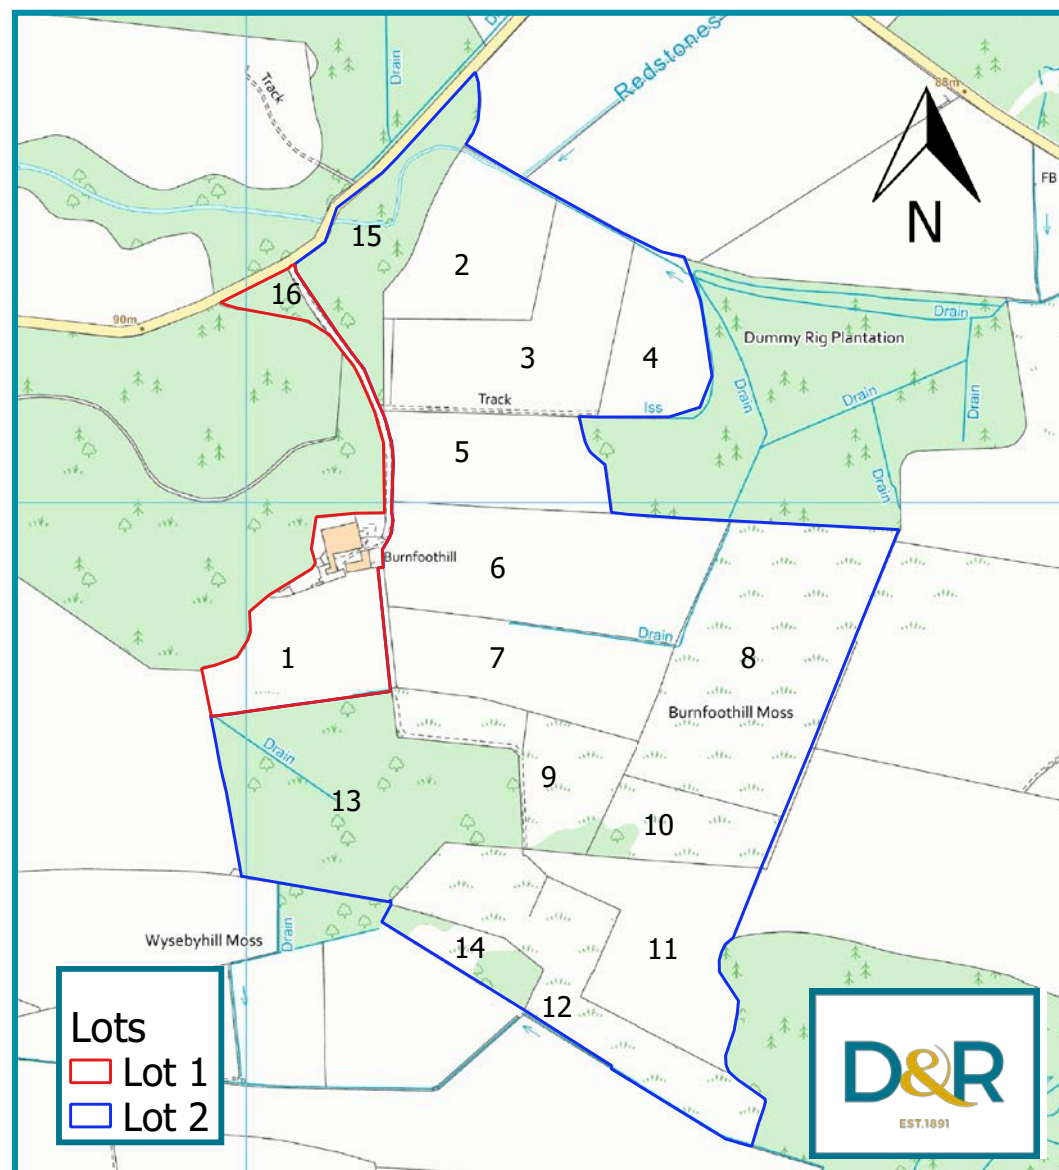 Track
Drain
D
Redstones
88m
FB
N
15
2
16
90m
Drain
Dummy Rig Plantation
3
4
Drain
Drain
Drain
Track
Iss
5
Drain
Burnfoothill
6
Drain
1
7
8
Burnfoothill Moss
Drain
13
9
10
Wysebyhill Moss
Drain
14
11
12
Lots
Lot 1
Lot 2
D&R
EST.1891